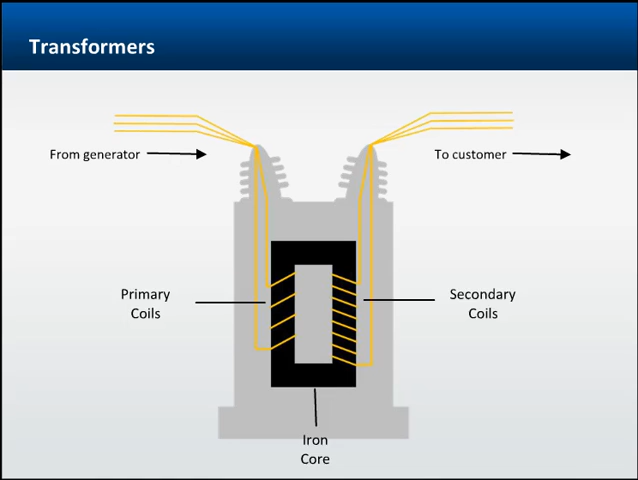 Transformers
From generator
To customer
Primary
Coils
Secondary
Coils
Iron
Core